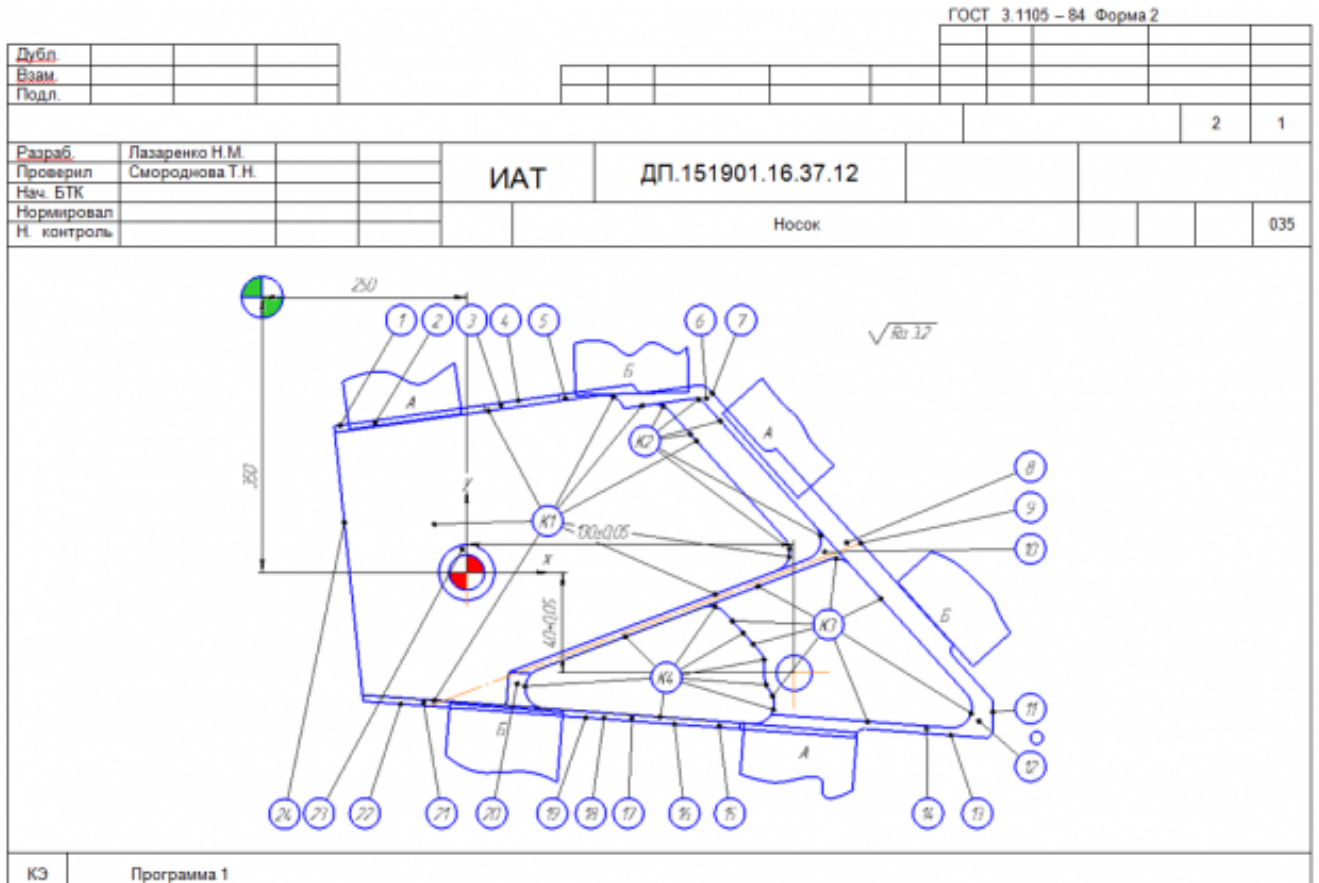 ГОСТ 3.1105 – 84 Форма 2
Дубл.
Взам.
Подл.
2 1
Разраб. Лазаренко Н.М.
Проверил Смороднова Т.Н.
Нач. БТК
ИАТ ДП.151901.16.37.12
Нормировал
Н. контроль
Носок 035
250
1 2 3 4 5 6 7
Ra 3.2
А Б
К2 А
350
8
у
К1
9
130±0,05
10
х
40±0,05
К3 Б
К4
11
Б А
12
24 23 22 21 20 19 18 17 16 15 14 13
КЭ Программа 1